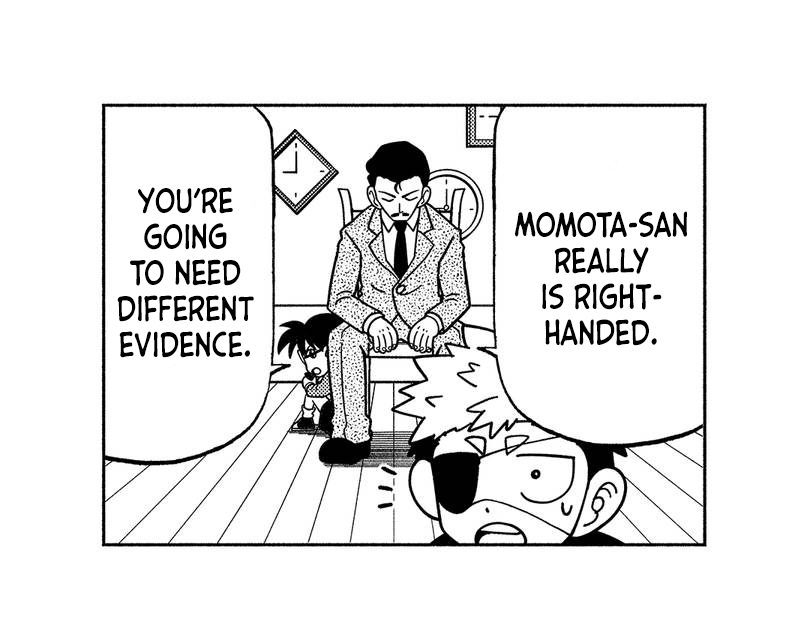 MOMOTA-SAN
REALLY
IS RIGHT-
HANDED.
YOU'RE
GOING
TO NEED
DIFFERENT
EVIDENCE.